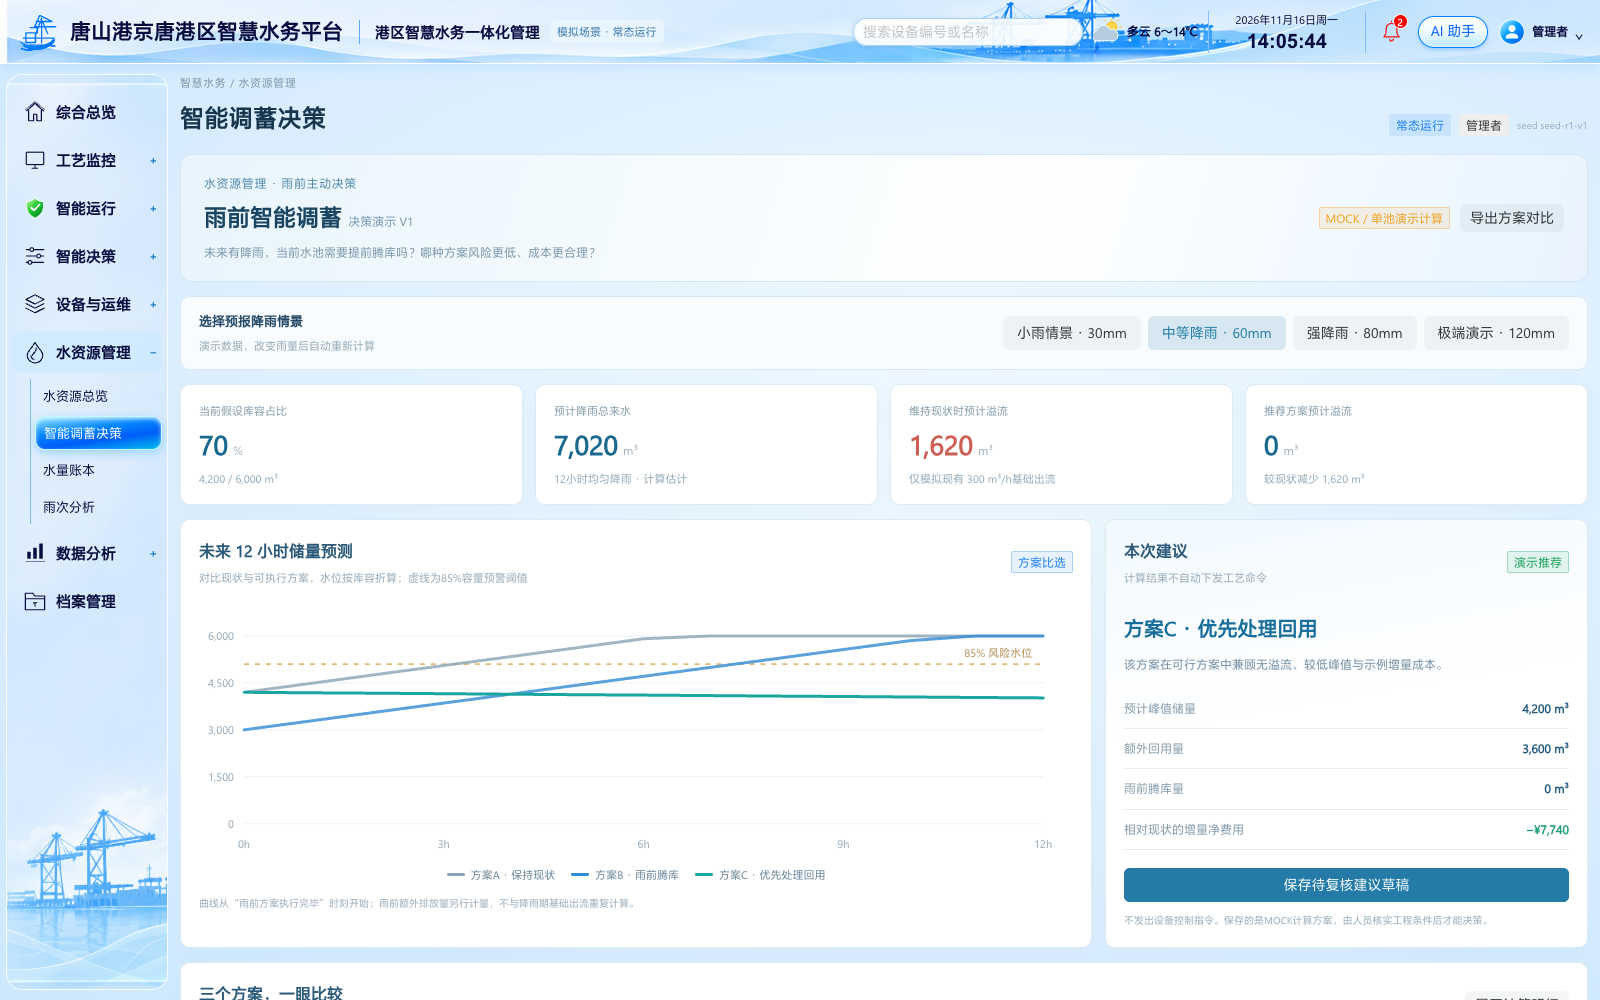 唐山港京唐港区智慧水务平台
港区智慧水务一体化管理
模拟场景 · 常态运行
搜索设备编号或名称
多云 6~14℃
2026年11月16日周一
14:05:44
2
AI 助手
管理者
综合总览
工艺监控 +
智能运行 +
智能决策 +
设备与运维 +
水资源管理 −
水资源总览
智能调蓄决策
水量账本
雨次分析
数据分析 +
档案管理
智慧水务 / 水资源管理
智能调蓄决策
常态运行
管理者
seed seed-r1-v1
水资源管理 · 雨前主动决策
雨前智能调蓄 决策演示 V1
未来有降雨，当前水池需要提前腾库吗？哪种方案风险更低、成本更合理？
MOCK / 单池演示计算
导出方案对比
选择预报降雨情景
演示数据，改变雨量后自动重新计算
小雨情景 · 30mm
中等降雨 · 60mm
强降雨 · 80mm
极端演示 · 120mm
当前假设库容占比
70 %
4,200 / 6,000 m³
预计降雨总来水
7,020 m³
12小时均匀降雨 · 计算估计
维持现状时预计溢流
1,620 m³
仅模拟现有 300 m³/h基础出流
推荐方案预计溢流
0 m³
较现状减少 1,620 m³
未来 12 小时储量预测
对比现状与可执行方案，水位按库容折算；虚线为85%容量预警阈值
方案比选
6,000
4,500
3,000
1,500
0
85% 风险水位
0h
3h
6h
9h
12h
方案A · 保持现状
方案B · 雨前腾库
方案C · 优先处理回用
曲线从“雨前方案执行完毕”时刻开始；雨前额外排放量另行计量，不与降雨期基础出流重复计算。
本次建议
计算结果不自动下发工艺命令
演示推荐
方案C · 优先处理回用
该方案在可行方案中兼顾无溢流、较低峰值与示例增量成本。
预计峰值储量 4,200 m³
额外回用量 3,600 m³
雨前腾库量 0 m³
相对现状的增量净费用 −¥7,740
保存待复核建议草稿
不发出设备控制指令。保存的是MOCK计算方案，由人员核实工程条件后才能决策。
三个方案，一眼比较